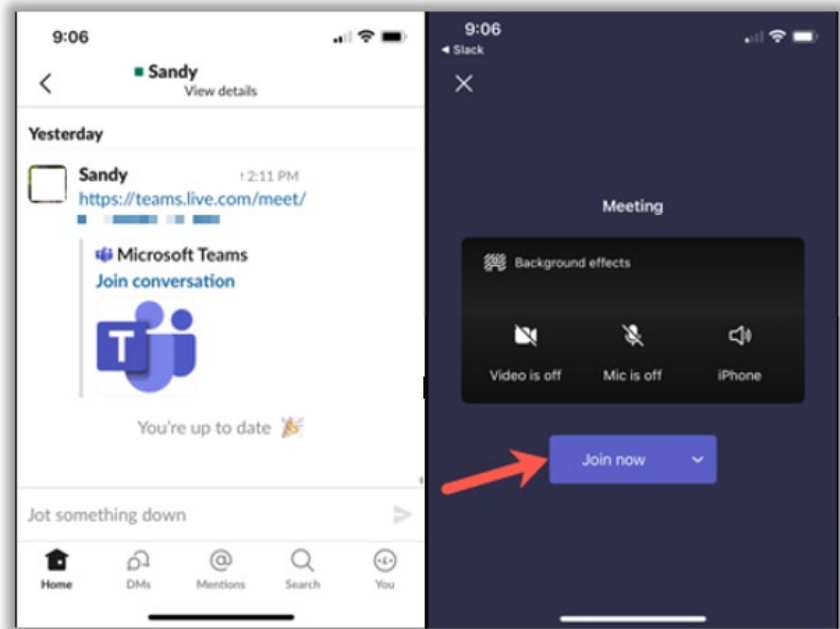 9:06
Sandy
View details
Yesterday
Sandy 2:11 PM
https://teams.live.com/meet/
Microsoft Teams
Join conversation
T
You're up to date
Jot something down
Home DMs Mentions Search You
9:06
Slack
Meeting
Background effects
Video is off Mic is off iPhone
Join now